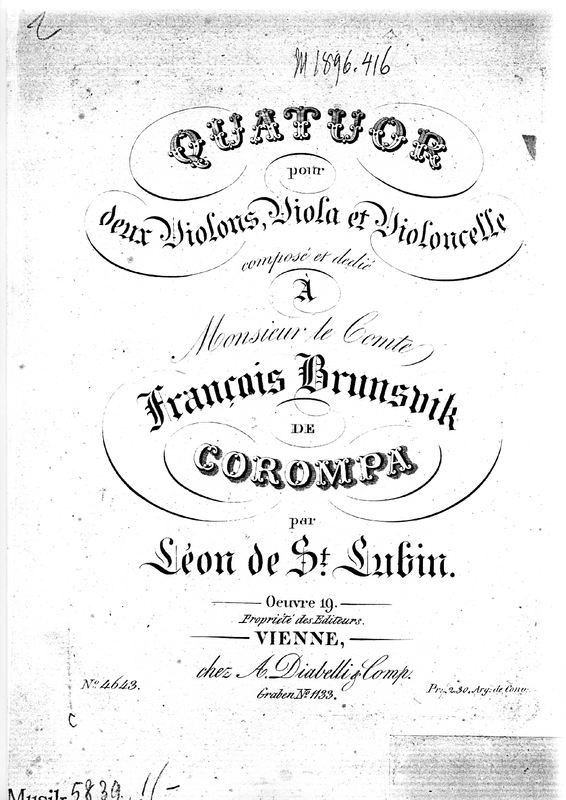 2
M 1896.416
QUATUOR
pour
deux Violons, Viola et Violoncelle
composé et dedié
À
Monsieur le Comte
François Brunsvik
DE
COROMPA
par
Léon de St. Lubin.
Oeuvre 19.
Propriété des Editeurs.
VIENNE,
chez A. Diabelli & Comp.
Graben, No. 1133.
No. 4643.
Pr. 2.30. Arg. de Conv.
C
Musik 5839